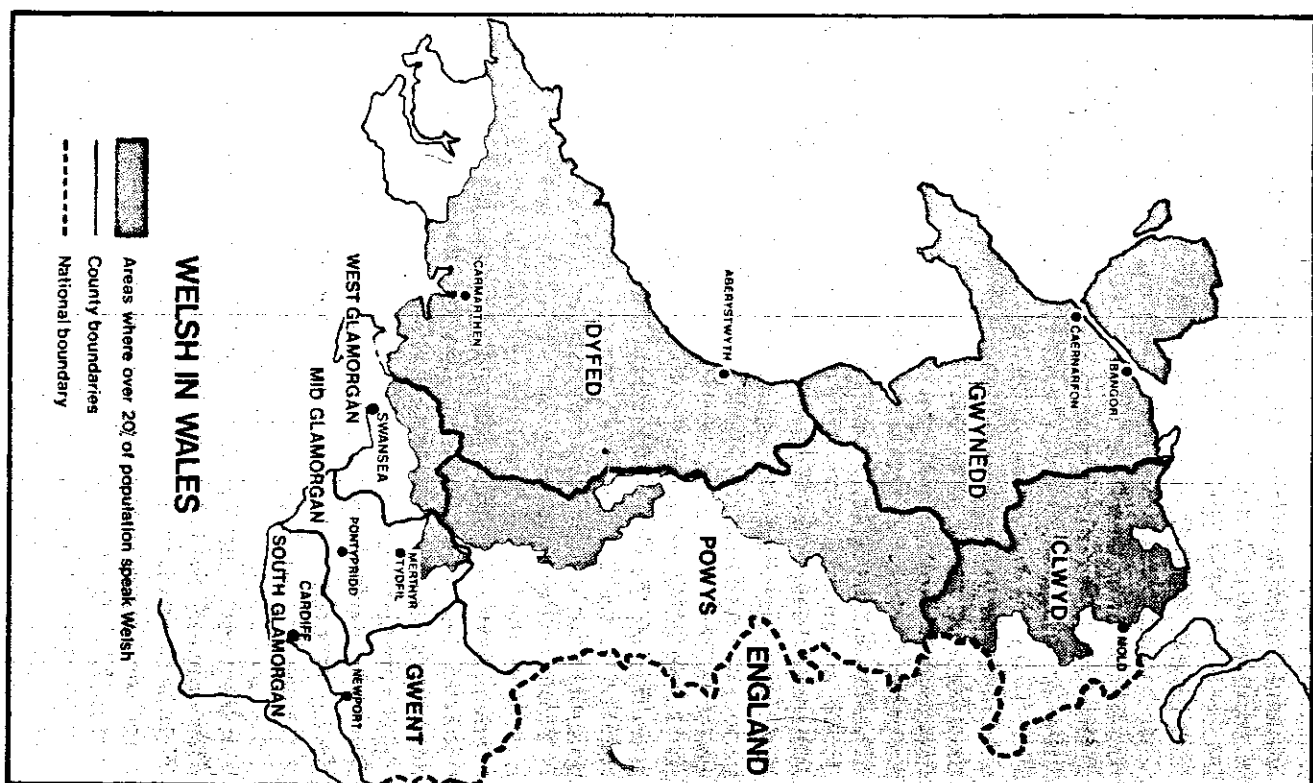 BANGOR
CAERNARFON
MOLD
CLWYD
GWYNEDD
ABERYSTWYTH
POWYS
ENGLAND
DYFED
CARMARTHEN
WEST GLAMORGAN
SWANSEA
MERTHYR
TYDFIL
MID GLAMORGAN
PONTYPRIDD
GWENT
SOUTH GLAMORGAN
CARDIFF
NEWPORT
WELSH IN WALES
Areas where over 20% of population speak Welsh
County boundaries
National boundary